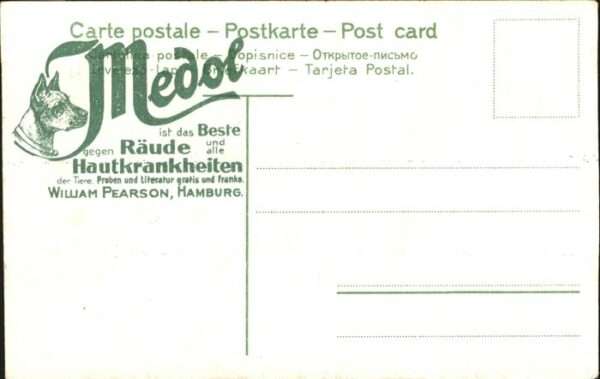 Carte postale – Postkarte – Post card
postale – Dopisnice – Открытое-письмо
– Tarjeta Postal.
Medol
ist das Beste
gegen Räude und alle
Hautkrankheiten
der Tiere. Proben und Literatur gratis und franko.
WILLIAM PEARSON, HAMBURG.